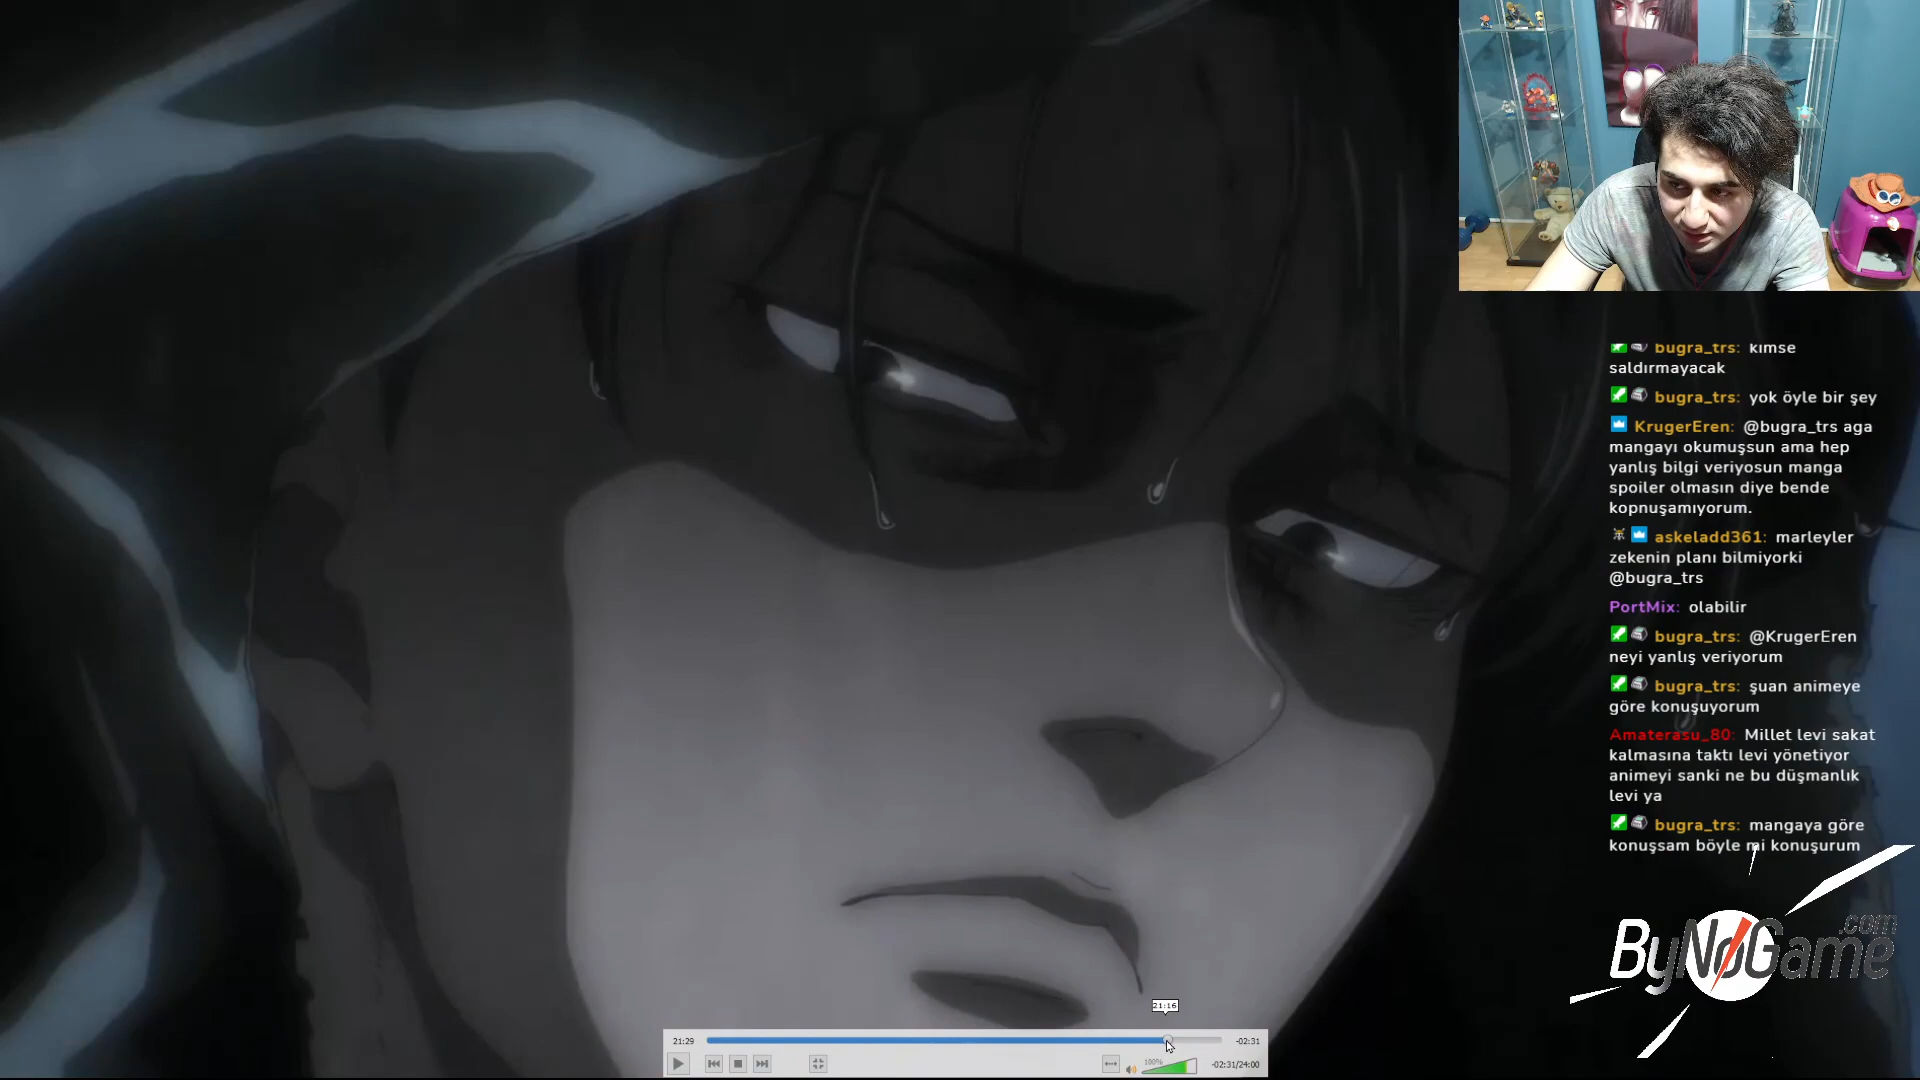 bugra_trs: kimse
saldırmayacak
bugra_trs: yok öyle bir şey
KrugerEren: @bugra_trs aga
mangayı okumuşsun ama hep
yanlış bilgi veriyosun manga
spoiler olmasın diye bende
kopnuşamıyorum.
askeladd361: marleyler
zekenin planı bilmiyorki
@bugra_trs
PortMix: olabilir
bugra_trs: @KrugerEren
neyi yanlış veriyorum
bugra_trs: şuan animeye
göre konuşuyorum
Amaterasu_80: Millet levi sakat
kalmasına taktı levi yönetiyor
animeyi sanki ne bu düşmanlık
levi ya
bugra_trs: mangaya göre
konuşsam böyle mi konuşurum
ByNoGame.com
21:16
21:29 -02:31
100% -02:31/24:00